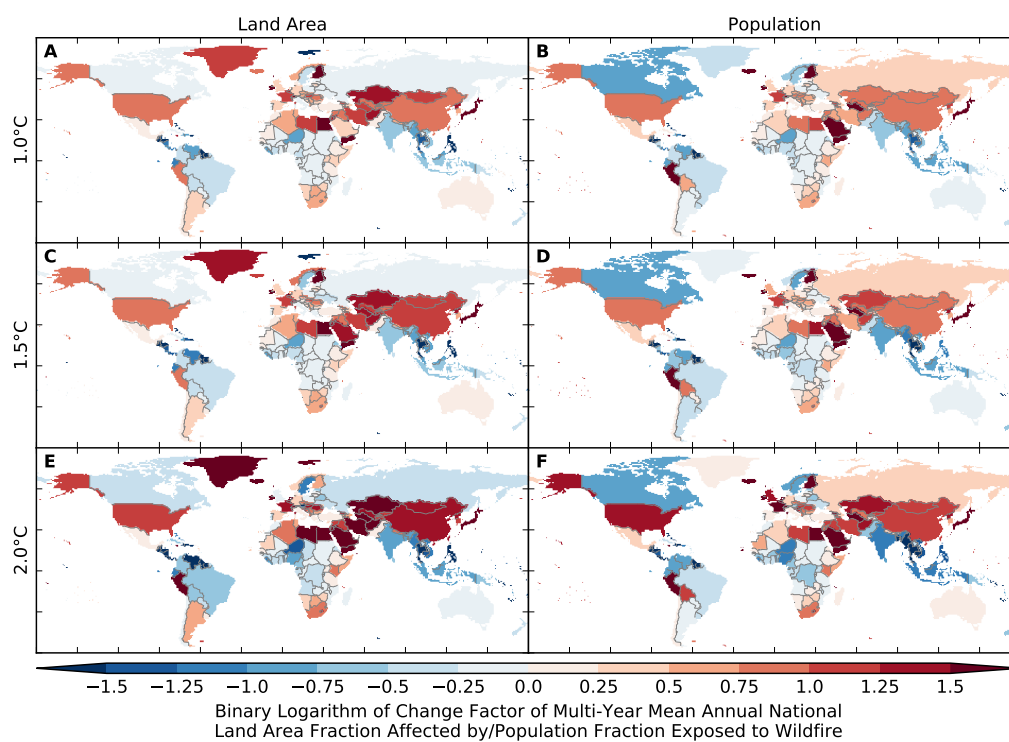 Land Area
Population
A
B
1.0°C
C
D
1.5°C
E
F
2.0°C
−1.5 −1.25 −1.0 −0.75 −0.5 −0.25 0.0 0.25 0.5 0.75 1.0 1.25 1.5
Binary Logarithm of Change Factor of Multi-Year Mean Annual National
Land Area Fraction Affected by/Population Fraction Exposed to Wildfire